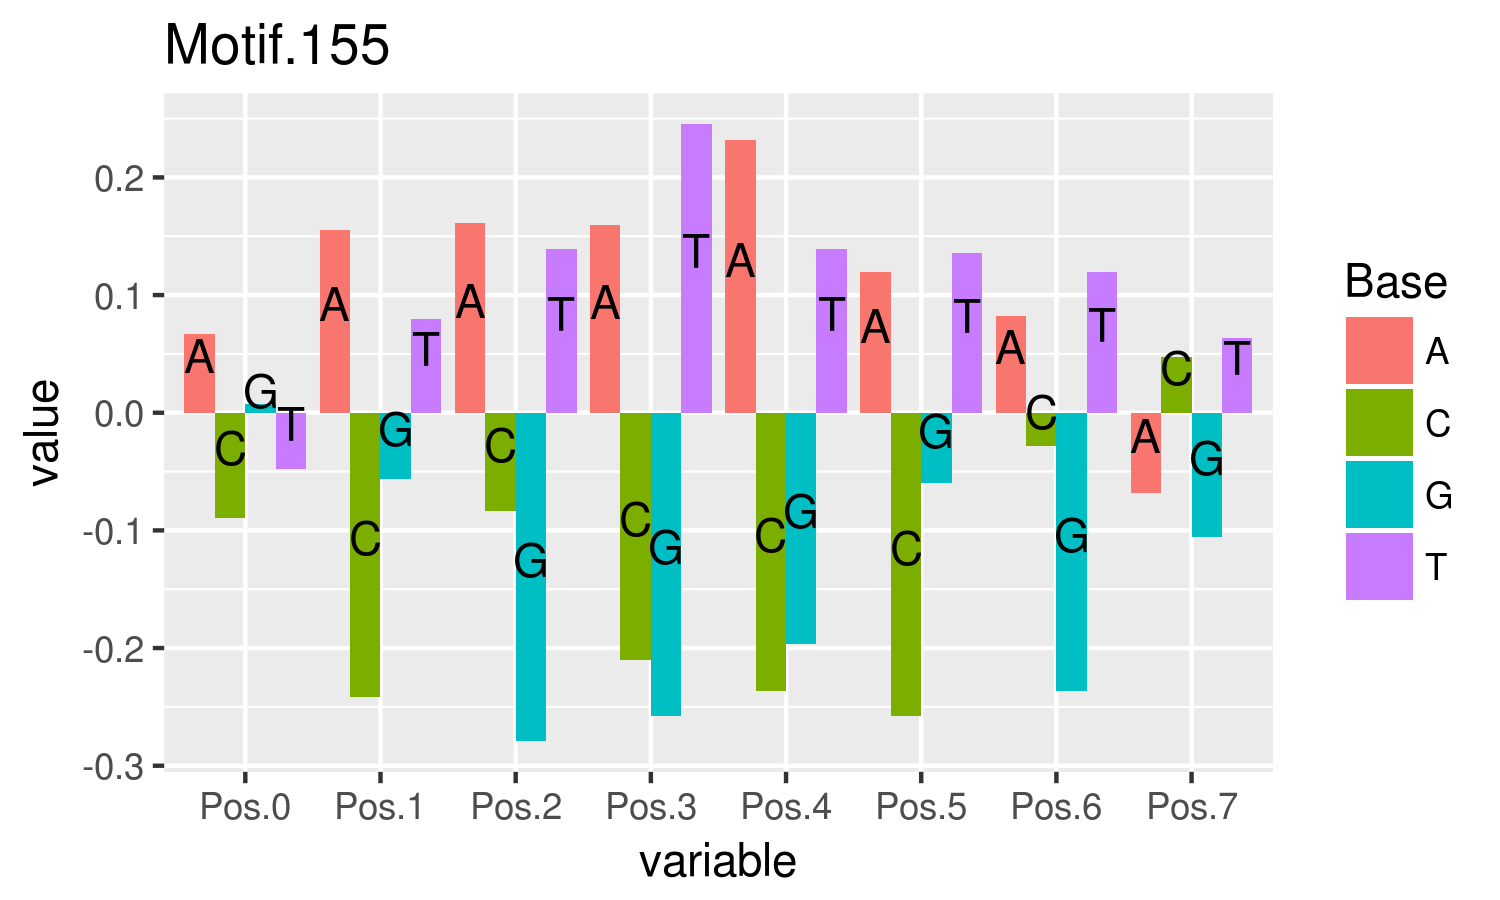 Motif.155
value
0.2
0.1
0.0
-0.1
-0.2
-0.3
A C G T
A C G T
A C G T
A C G T
A C G T
A C G T
A C G T
A C G T
Pos.0 Pos.1 Pos.2 Pos.3 Pos.4 Pos.5 Pos.6 Pos.7
variable
Base
A
C
G
T